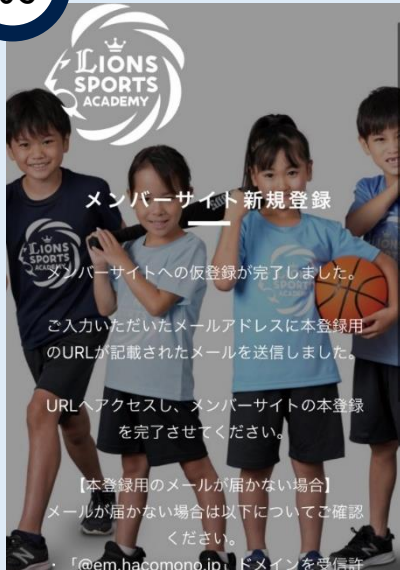 LIONS
SPORTS
ACADEMY
メンバーサイト新規登録
メンバーサイトへの仮登録が完了しました。
ご入力いただいたメールアドレスに本登録用
のURLが記載されたメールを送信しました。
URLへアクセスし、メンバーサイトの本登録
を完了させてください。
【本登録用のメールが届かない場合】
メールが届かない場合は以下についてご確認
ください。
・「@em.hacomono.jp」ドメインを受信許